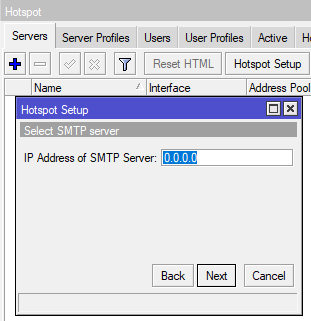 Hotspot
Servers Server Profiles Users User Profiles Active
Reset HTML Hotspot Setup
Name Interface Address Pool
Hotspot Setup
Select SMTP server
IP Address of SMTP Server: 0.0.0.0
Back Next Cancel